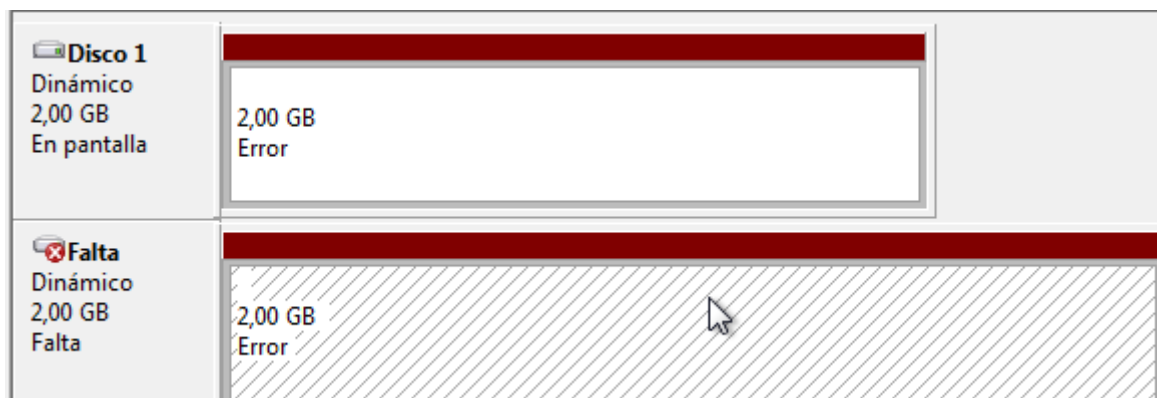 Disco 1
Dinámico
2,00 GB
En pantalla
2,00 GB
Error
Falta
Dinámico
2,00 GB
Falta
2,00 GB
Error